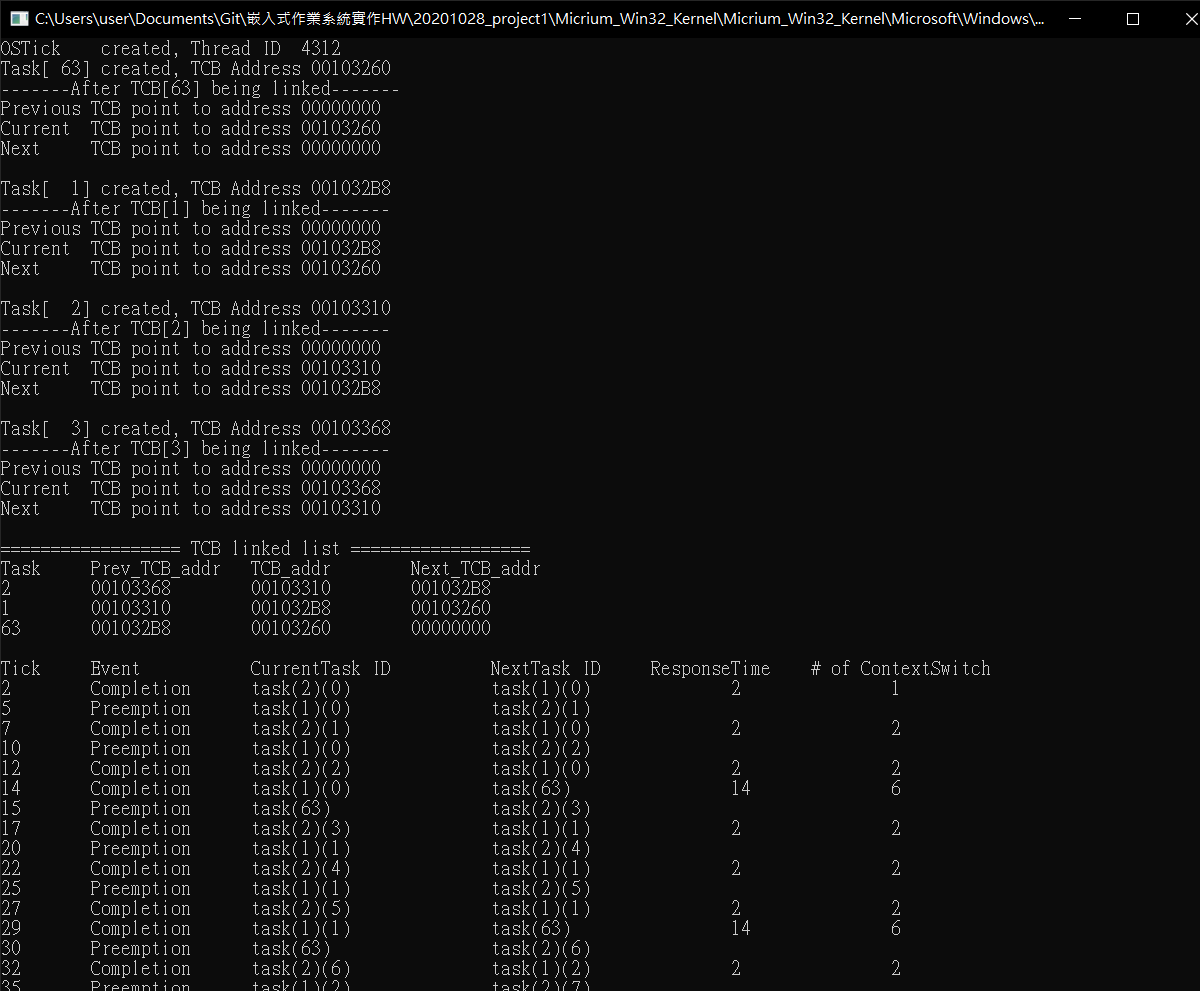 C:\Users\user\Documents\Git\嵌入式作業系統實作HW\20201028_project1\Micrium_Win32_Kernel\Micrium_Win32_Kernel\Microsoft\Windows\...
OSTick    created, Thread ID  4312
Task[ 63] created, TCB Address 00103260
-------After TCB[63] being linked-------
Previous TCB point to address 00000000
Current  TCB point to address 00103260
Next     TCB point to address 00000000
Task[  1] created, TCB Address 001032B8
-------After TCB[1] being linked-------
Previous TCB point to address 00000000
Current  TCB point to address 001032B8
Next     TCB point to address 00103260
Task[  2] created, TCB Address 00103310
-------After TCB[2] being linked-------
Previous TCB point to address 00000000
Current  TCB point to address 00103310
Next     TCB point to address 001032B8
Task[  3] created, TCB Address 00103368
-------After TCB[3] being linked-------
Previous TCB point to address 00000000
Current  TCB point to address 00103368
Next     TCB point to address 00103310
================== TCB linked list ==================
Task     Prev_TCB_addr   TCB_addr        Next_TCB_addr
2        00103368        00103310        001032B8
1        00103310        001032B8        00103260
63       001032B8        00103260        00000000
Tick     Event           CurrentTask ID          NextTask ID     ResponseTime    # of ContextSwitch
2        Completion      task(2)(0)              task(1)(0)              2               1
5        Preemption      task(1)(0)              task(2)(1)
7        Completion      task(2)(1)              task(1)(0)              2               2
10       Preemption      task(1)(0)              task(2)(2)
12       Completion      task(2)(2)              task(1)(0)              2               2
14       Completion      task(1)(0)              task(63)                14              6
15       Preemption      task(63)                task(2)(3)
17       Completion      task(2)(3)              task(1)(1)              2               2
20       Preemption      task(1)(1)              task(2)(4)
22       Completion      task(2)(4)              task(1)(1)              2               2
25       Preemption      task(1)(1)              task(2)(5)
27       Completion      task(2)(5)              task(1)(1)              2               2
29       Completion      task(1)(1)              task(63)                14              6
30       Preemption      task(63)                task(2)(6)
32       Completion      task(2)(6)              task(1)(2)              2               2
35       Preemption      task(1)(2)              task(2)(7)